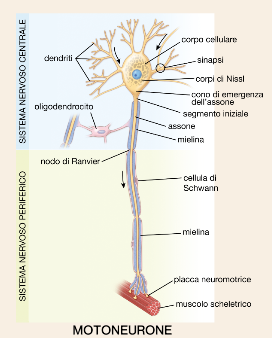 SISTEMA NERVOSO CENTRALE
SISTEMA NERVOSO PERIFERICO
dendriti
corpo cellulare
sinapsi
corpi di Nissl
cono di emergenza
dell'assone
segmento iniziale
oligodendrocito
assone
mielina
nodo di Ranvier
cellula di
Schwann
mielina
placca neuromotrice
muscolo scheletrico
MOTONEURONE